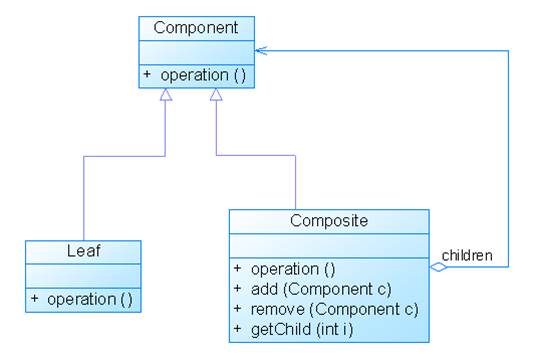 Component
+ operation ()
Composite
children
Leaf
+ operation ()
+ operation ()
+ add (Component c)
+ remove (Component c)
+ getChild (int i)